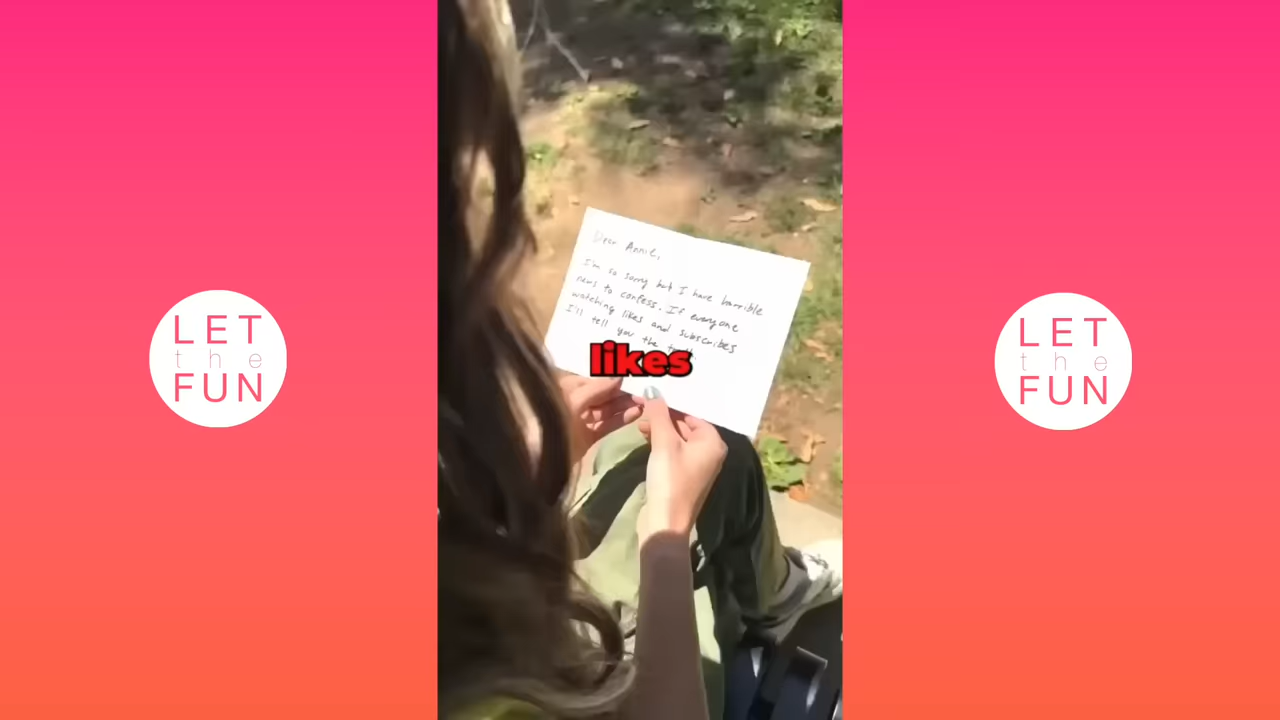 LET
the
FUN
Dear Annie,
I'm so sorry but I have horrible
news to confess. If everyone
watching likes and subscribes
I'll tell you the
likes
LET
the
FUN